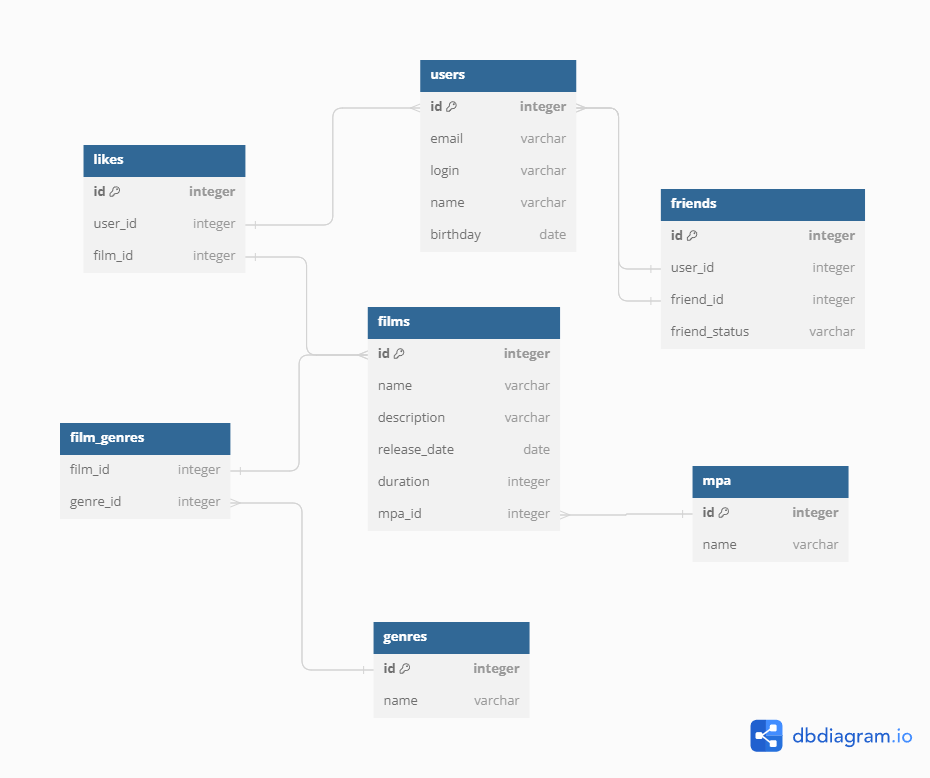 users
id integer
email varchar
login varchar
name varchar
birthday date
likes
id integer
user_id integer
film_id integer
friends
id integer
user_id integer
friend_id integer
friend_status varchar
films
id integer
name varchar
description varchar
release_date date
duration integer
mpa_id integer
film_genres
film_id integer
genre_id integer
mpa
id integer
name varchar
genres
id integer
name varchar
dbdiagram.io